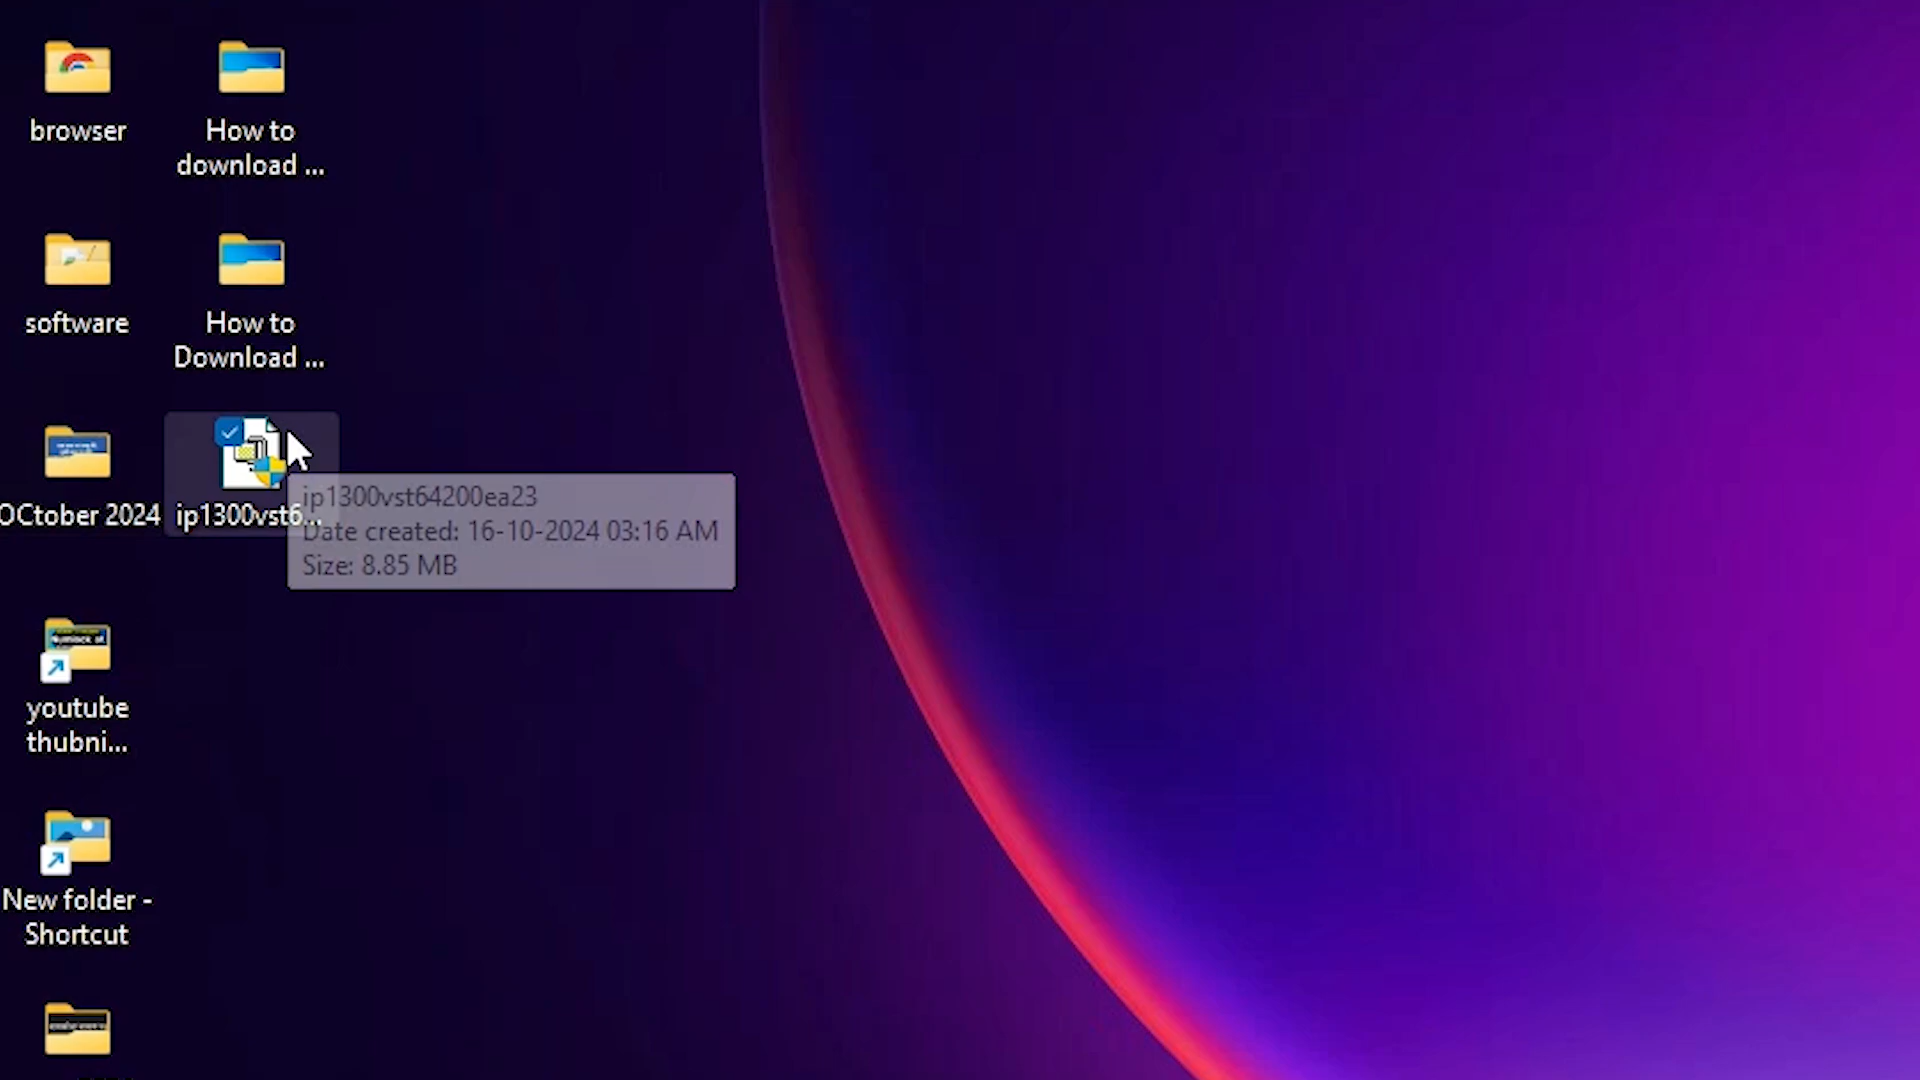 browser
How to
download ...
software
How to
Download ...
OCtober 2024
ip1300vst6...
ip1300vst64200ea23
Date created: 16-10-2024 03:16 AM
Size: 8.85 MB
youtube
thubni...
New folder -
Shortcut